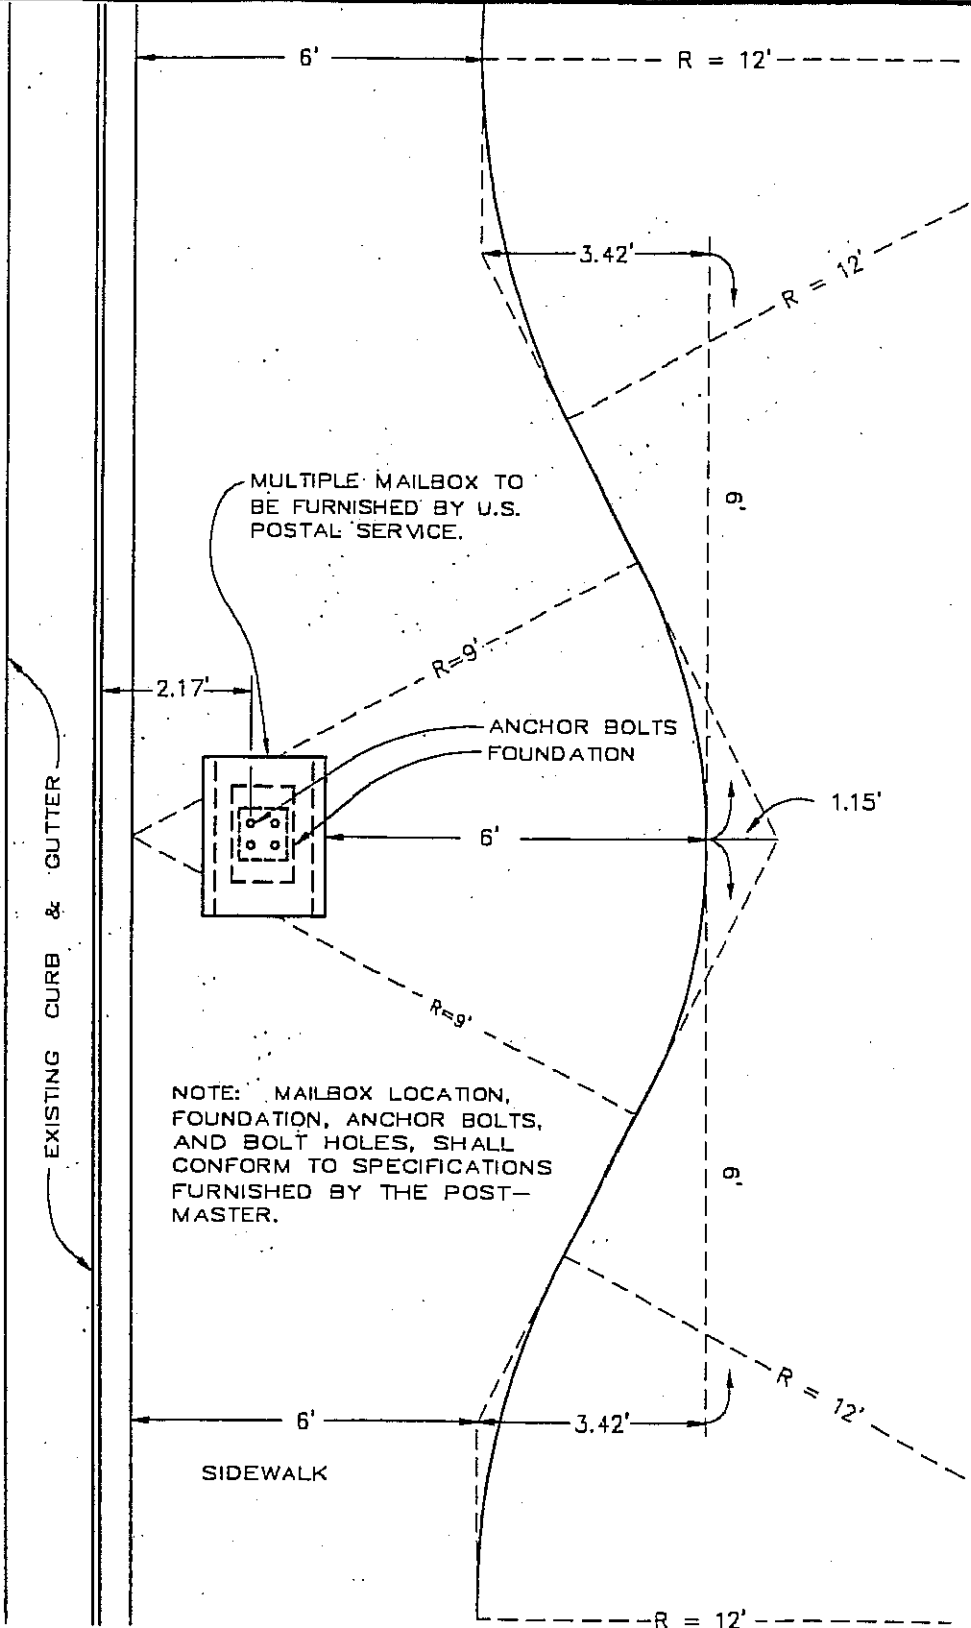 6'
R = 12'
3.42'
R = 12'
MULTIPLE MAILBOX TO
BE FURNISHED BY U.S.
POSTAL SERVICE.
6'
R=9'
2.17'
ANCHOR BOLTS
FOUNDATION
1.15'
6'
EXISTING CURB & GUTTER
R=9'
NOTE: MAILBOX LOCATION,
FOUNDATION, ANCHOR BOLTS,
AND BOLT HOLES, SHALL
CONFORM TO SPECIFICATIONS
FURNISHED BY THE POST-
MASTER.
6'
R = 12'
6'
3.42'
SIDEWALK
R = 12'